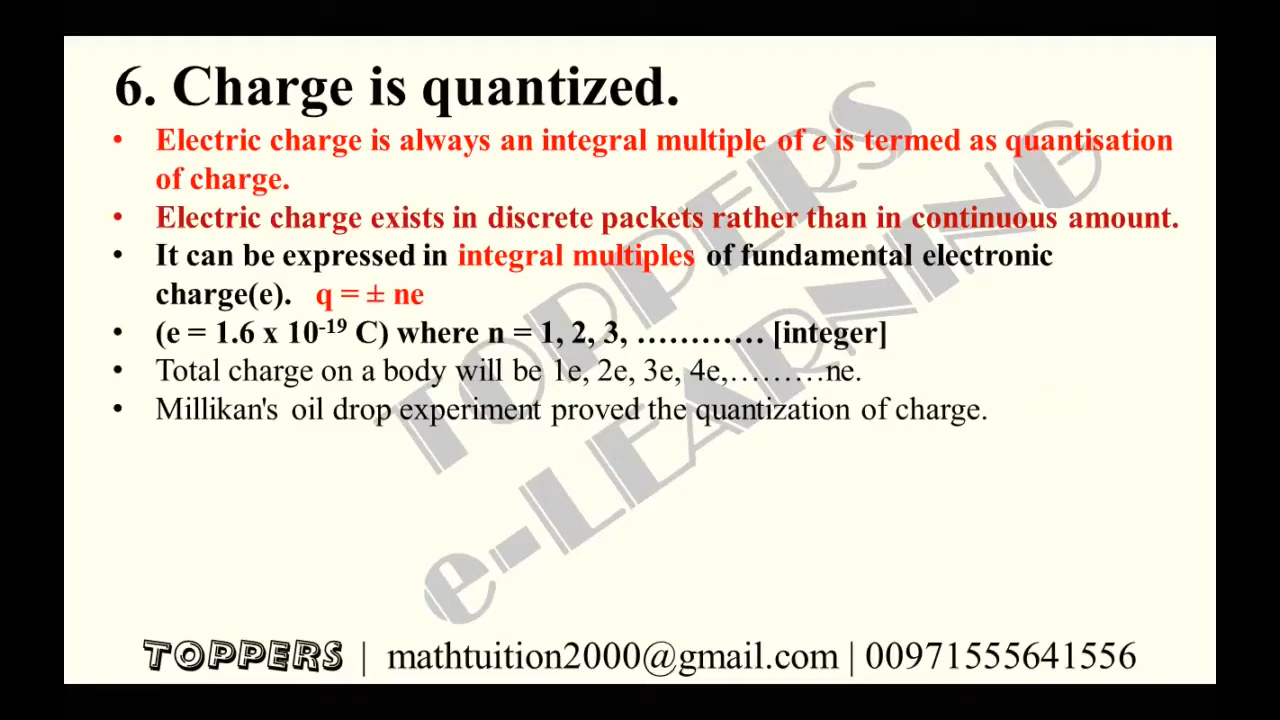 6. Charge is quantized.
• Electric charge is always an integral multiple of e is termed as quantisation
of charge.
• Electric charge exists in discrete packets rather than in continuous amount.
• It can be expressed in integral multiples of fundamental electronic
charge(e). q = ± ne
• (e = 1.6 x 10⁻¹⁹ C) where n = 1, 2, 3, ………… [integer]
• Total charge on a body will be 1e, 2e, 3e, 4e,………ne.
• Millikan's oil drop experiment proved the quantization of charge.
TOPPERS
e-LEARNING
TOPPERS | mathtuition2000@gmail.com | 00971555641556